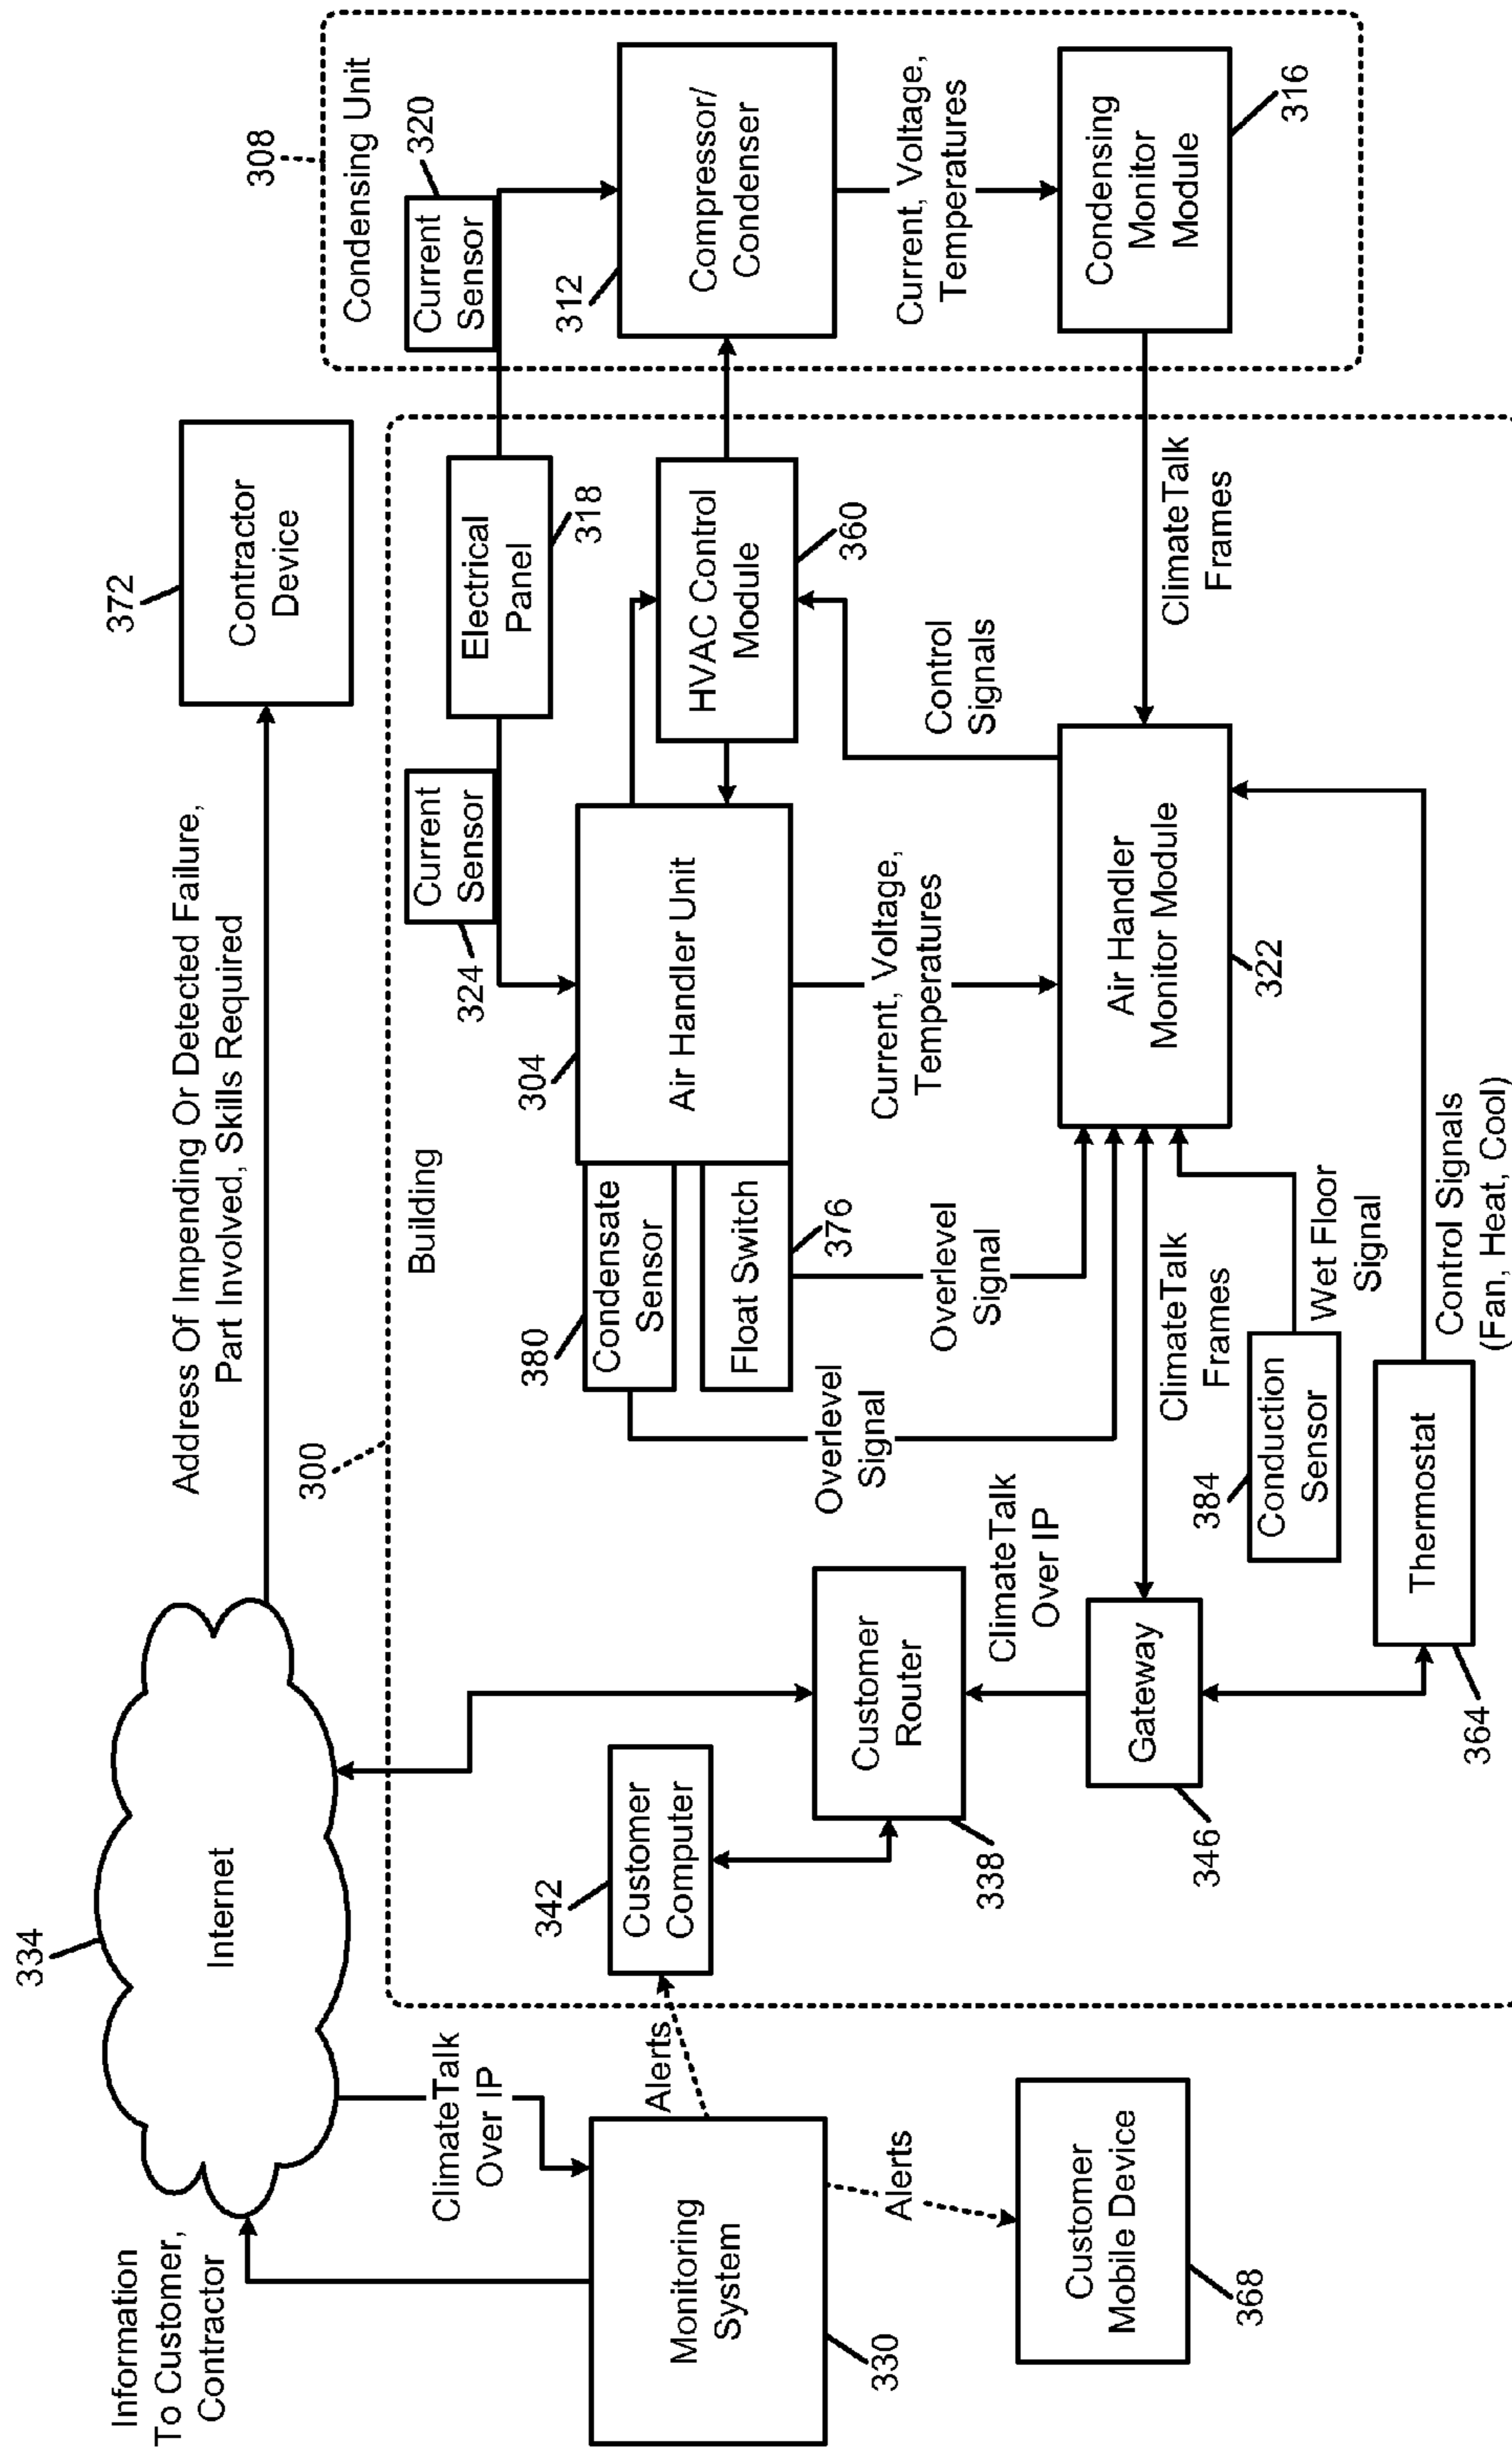 Information
To Customer,
Contractor
334
Internet
Address Of Impending Or Detected Failure,
Part Involved, Skills Required
372
Contractor
Device
308
Condensing Unit
320
Current
Sensor
312
Compressor/
Condenser
Current, Voltage,
Temperatures
Condensing
Monitor
Module
316
ClimateTalk
Over IP
Monitoring
System
330
Alerts
Alerts
Customer
Mobile Device
368
300
Building
342
Customer
Computer
Customer
Router
338
ClimateTalk
Over IP
Gateway
346
Thermostat
364
Current
Sensor
324
Electrical
Panel
318
304
Air Handler Unit
380
Condensate
Sensor
Float Switch
376
HVAC Control
Module
360
Overlevel
Signal
Overlevel
Signal
Current, Voltage,
Temperatures
Control
Signals
ClimateTalk
Frames
ClimateTalk
Frames
Air Handler
Monitor Module
322
384
Conduction
Sensor
Wet Floor
Signal
Control Signals
(Fan, Heat, Cool)